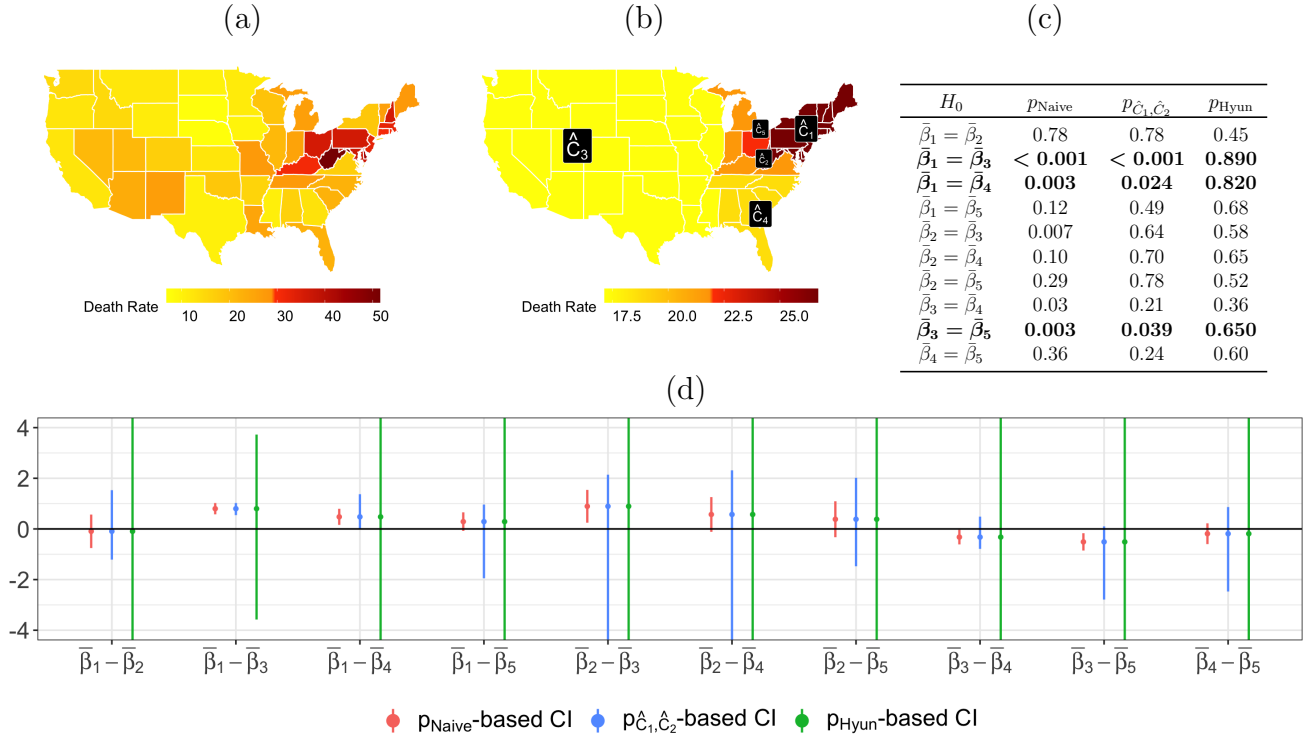 (a)
(b)
(c)
Ĉ₃
Ĉ₅
Ĉ₁
Ĉ₂
Ĉ₄
Death Rate
10 20 30 40 50
Death Rate
17.5 20.0 22.5 25.0
H₀ p_Naive p_Ĉ₁,Ĉ₂ p_Hyun
β̄₁ = β̄₂ 0.78 0.78 0.45
β̄₁ = β̄₃ < 0.001 < 0.001 0.890
β̄₁ = β̄₄ 0.003 0.024 0.820
β̄₁ = β̄₅ 0.12 0.49 0.68
β̄₂ = β̄₃ 0.007 0.64 0.58
β̄₂ = β̄₄ 0.10 0.70 0.65
β̄₂ = β̄₅ 0.29 0.78 0.52
β̄₃ = β̄₄ 0.03 0.21 0.36
β̄₃ = β̄₅ 0.003 0.039 0.650
β̄₄ = β̄₅ 0.36 0.24 0.60
(d)
4
2
0
-2
-4
β̄₁−β̄₂ β̄₁−β̄₃ β̄₁−β̄₄ β̄₁−β̄₅ β̄₂−β̄₃ β̄₂−β̄₄ β̄₂−β̄₅ β̄₃−β̄₄ β̄₃−β̄₅ β̄₄−β̄₅
p_Naive-based CI p_Ĉ₁,Ĉ₂-based CI p_Hyun-based CI